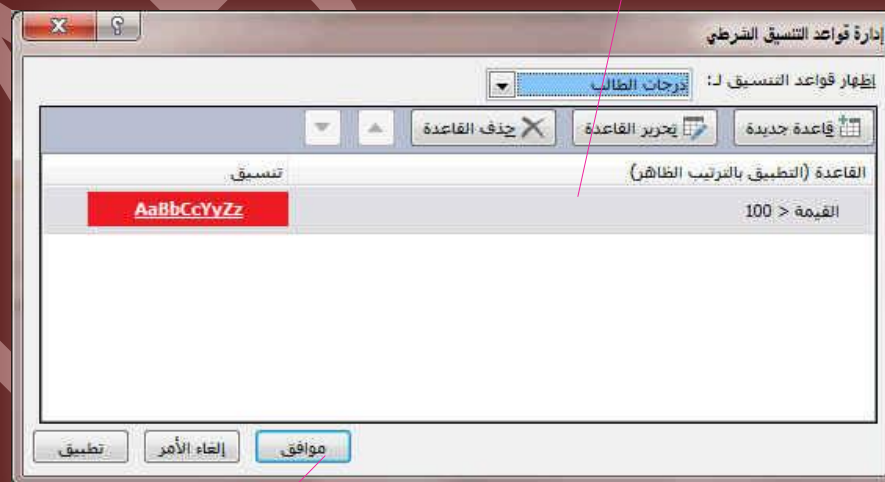 إدارة قواعد التنسيق الشرطي
إظهار قواعد التنسيق لـ: درجات الطالب
قاعدة جديدة تحرير القاعدة حذف القاعدة
القاعدة (التطبيق بالترتيب الظاهر) تنسيق
القيمة < 100 AaBbCcYyZz
موافق إلغاء الأمر تطبيق